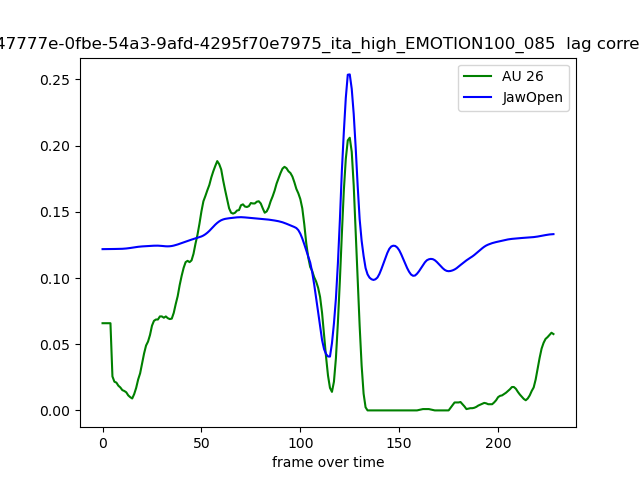 47777e-0fbe-54a3-9afd-4295f70e7975_ita_high_EMOTION100_085 lag corre
AU 26
JawOpen
0.25
0.20
0.15
0.10
0.05
0.00
0 50 100 150 200
frame over time